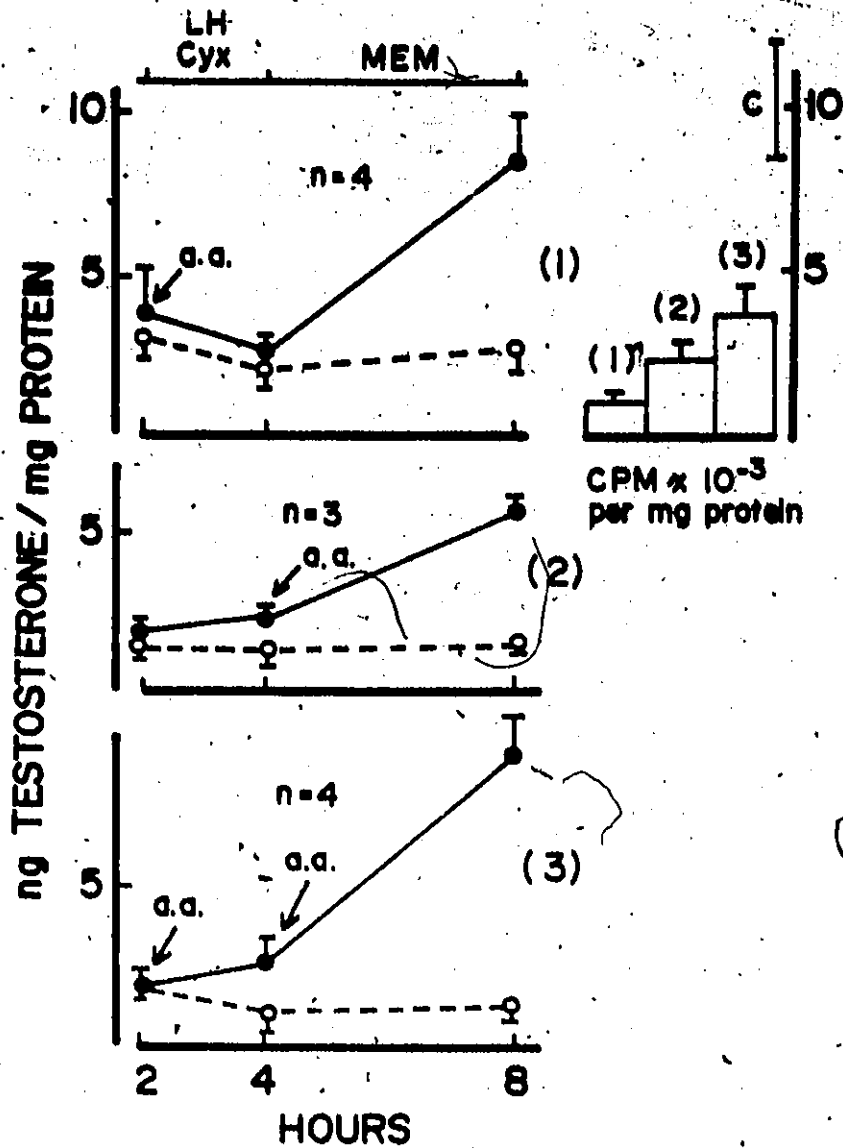 LH
Cyx
MEM
ng TESTOSTERONE/mg PROTEIN
10
5
n=4
a.a.
(1)
C
10
5
(1)
(2)
(3)
CPM x 10⁻³
per mg protein
5
n=3
a.a.
(2)
5
n=4
a.a.
a.a.
(3)
2
4
8
HOURS